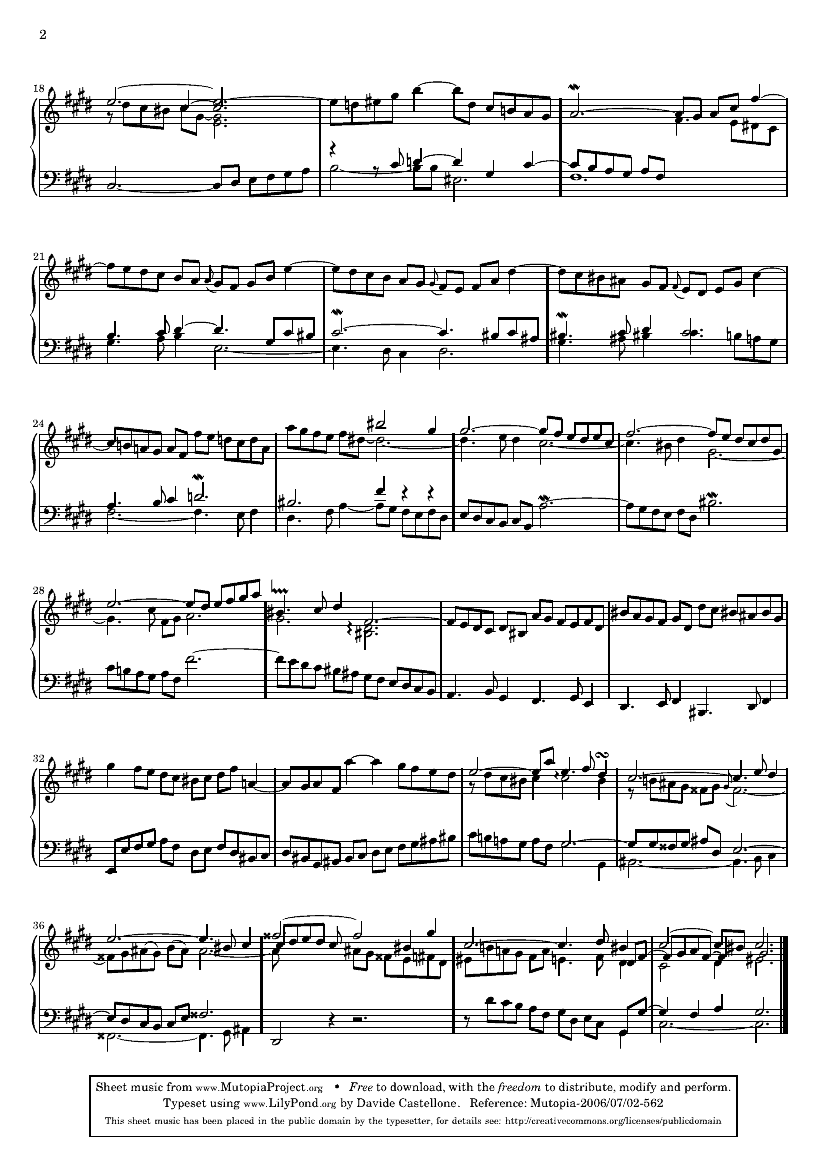 2
18
21
24
28
32
36
Sheet music from www.MutopiaProject.org • Free to download, with the freedom to distribute, modify and perform.
Typeset using www.LilyPond.org by Davide Castellone. Reference: Mutopia-2006/07/02-562
This sheet music has been placed in the public domain by the typesetter, for details see: http://creativecommons.org/licenses/publicdomain